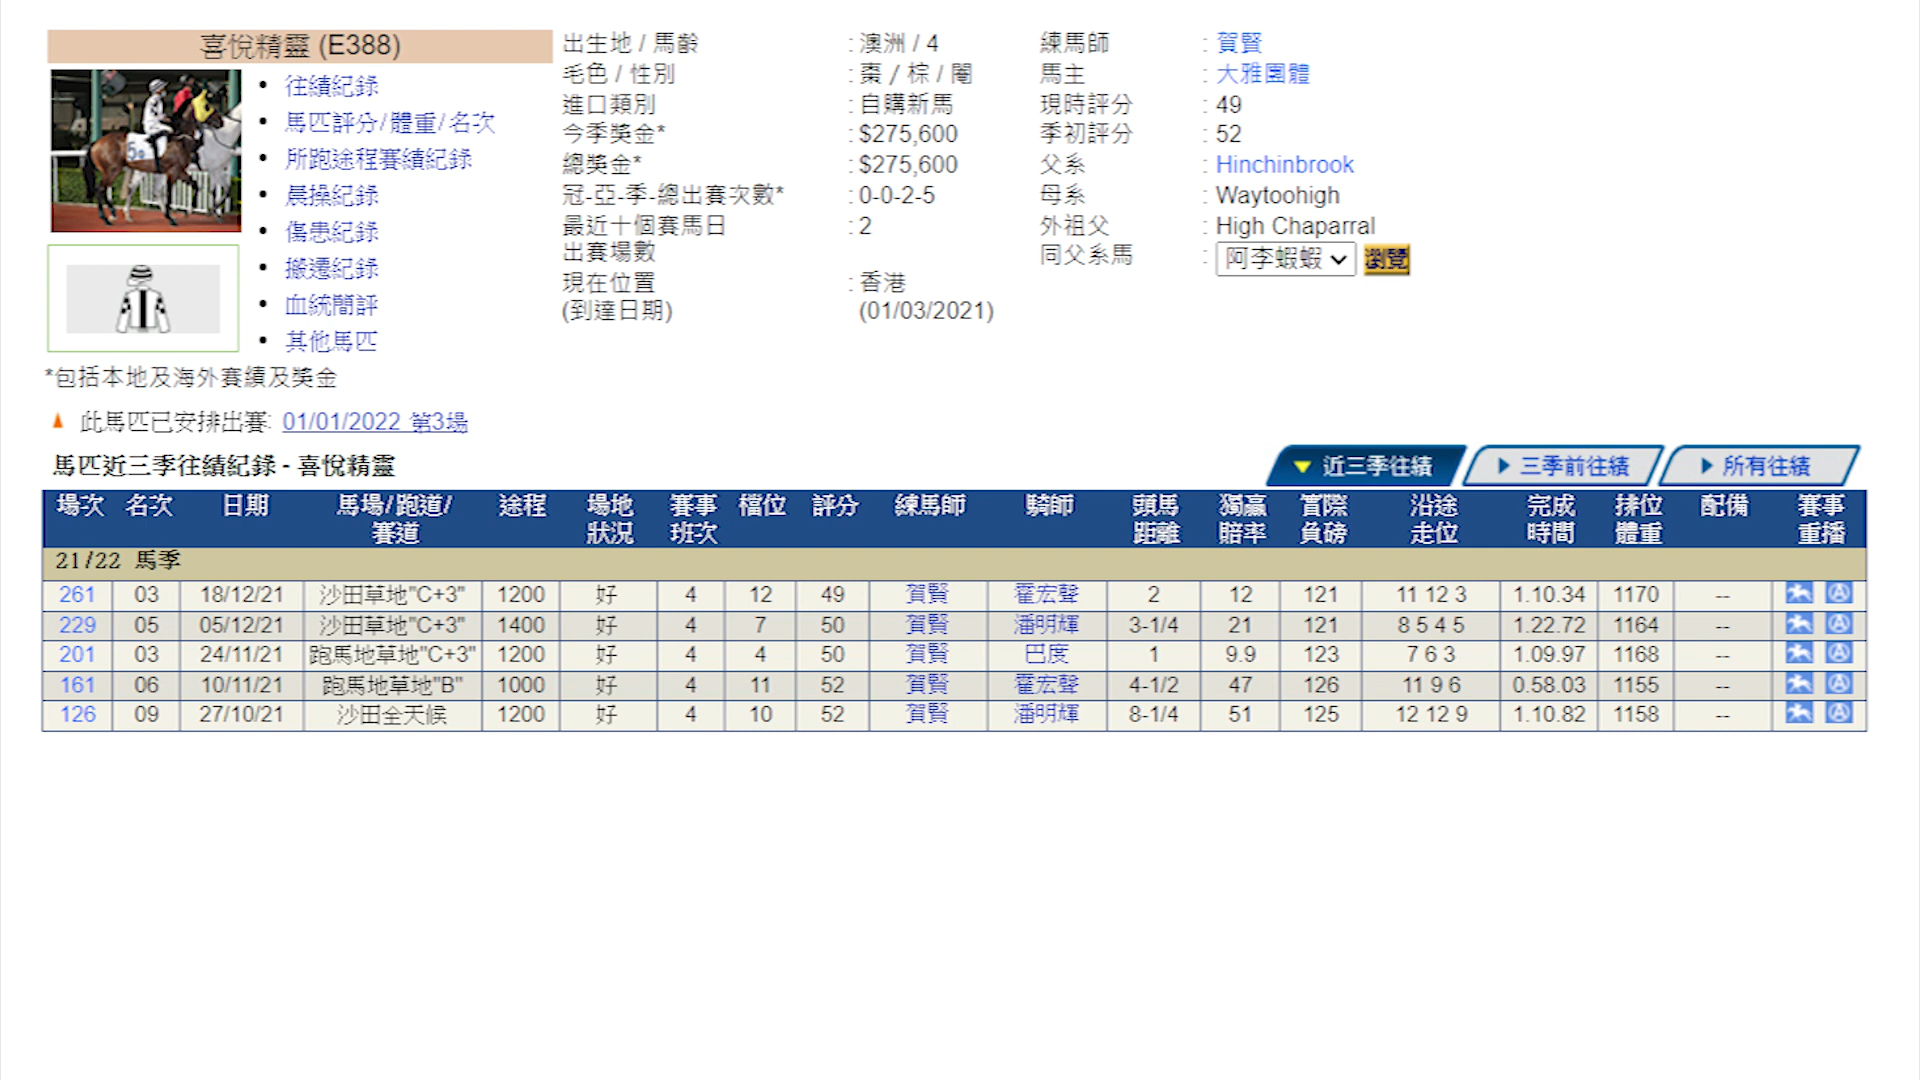 喜悅精靈 (E388)
• 往績紀錄
• 馬匹評分/體重/名次
• 所跑途程賽績紀錄
• 晨操紀錄
• 傷患紀錄
• 搬遷紀錄
• 血統簡評
• 其他馬匹
出生地 / 馬齡 : 澳洲 / 4
毛色 / 性別 : 棗 / 棕 / 閹
進口類別 : 自購新馬
今季獎金* : $275,600
總獎金* : $275,600
冠-亞-季-總出賽次數* : 0-0-2-5
最近十個賽馬日 : 2
出賽場數
現在位置 : 香港
(到達日期) (01/03/2021)
練馬師 : 賀賢
馬主 : 大雅團體
現時評分 : 49
季初評分 : 52
父系 : Hinchinbrook
母系 : Waytoohigh
外祖父 : High Chaparral
同父系馬 : 阿李蝦蝦 瀏覽
*包括本地及海外賽績及獎金
此馬匹已安排出賽: 01/01/2022 第3場
馬匹近三季往績紀錄 - 喜悅精靈
近三季往績 三季前往績 所有往績
場次 名次 日期 馬場/跑道/賽道 途程 場地狀況 賽事班次 檔位 評分 練馬師 騎師 頭馬距離 獨贏賠率 實際負磅 沿途走位 完成時間 排位體重 配備 賽事重播
21/22 馬季
261 03 18/12/21 沙田草地"C+3" 1200 好 4 12 49 賀賢 霍宏聲 2 12 121 11 12 3 1.10.34 1170 --
229 05 05/12/21 沙田草地"C+3" 1400 好 4 7 50 賀賢 潘明輝 3-1/4 21 121 8 5 4 5 1.22.72 1164 --
201 03 24/11/21 跑馬地草地"C+3" 1200 好 4 4 50 賀賢 巴度 1 9.9 123 7 6 3 1.09.97 1168 --
161 06 10/11/21 跑馬地草地"B" 1000 好 4 11 52 賀賢 霍宏聲 4-1/2 47 126 11 9 6 0.58.03 1155 --
126 09 27/10/21 沙田全天候 1200 好 4 10 52 賀賢 潘明輝 8-1/4 51 125 12 12 9 1.10.82 1158 --